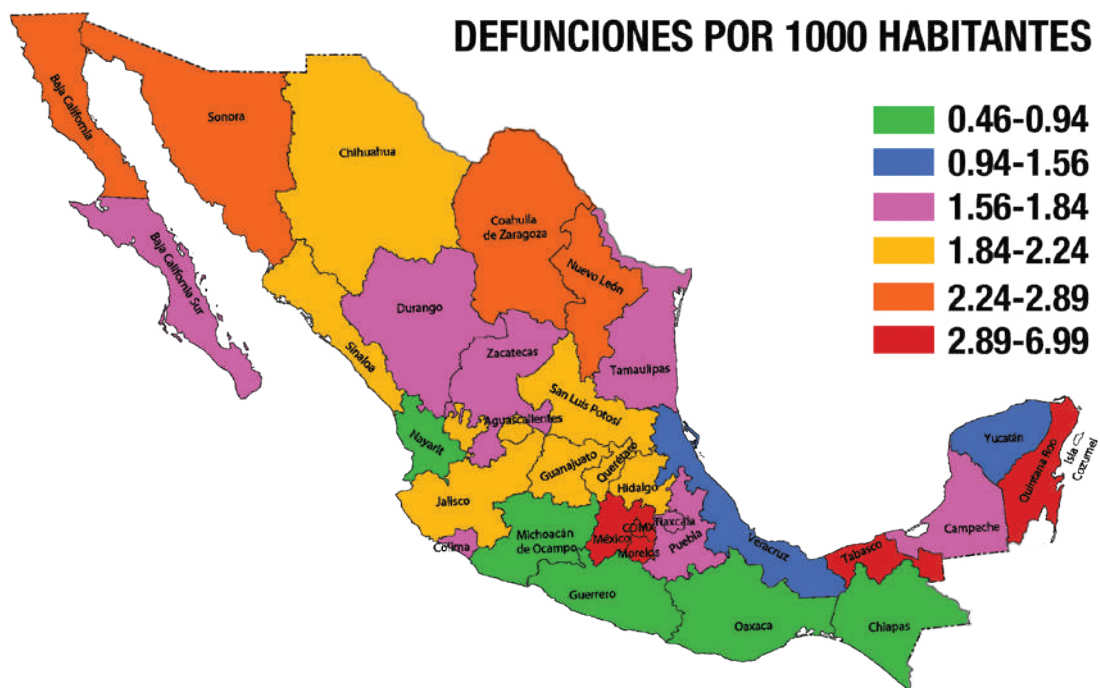 DEFUNCIONES POR 1000 HABITANTES
0.46-0.94
0.94-1.56
1.56-1.84
1.84-2.24
2.24-2.89
2.89-6.99
Baja California
Sonora
Chihuahua
Coahuila
de Zaragoza
Nuevo León
Baja California Sur
Durango
Sinaloa
Zacatecas
Tamaulipas
San Luis Potosí
Aguascalientes
Nayarit
Guanajuato
Querétaro
Hidalgo
Jalisco
Colima
Michoacán
de Ocampo
México
CDMX
Morelos
Tlaxcala
Puebla
Veracruz
Guerrero
Oaxaca
Chiapas
Tabasco
Campeche
Yucatán
Quintana Roo
Isla
Cozumel